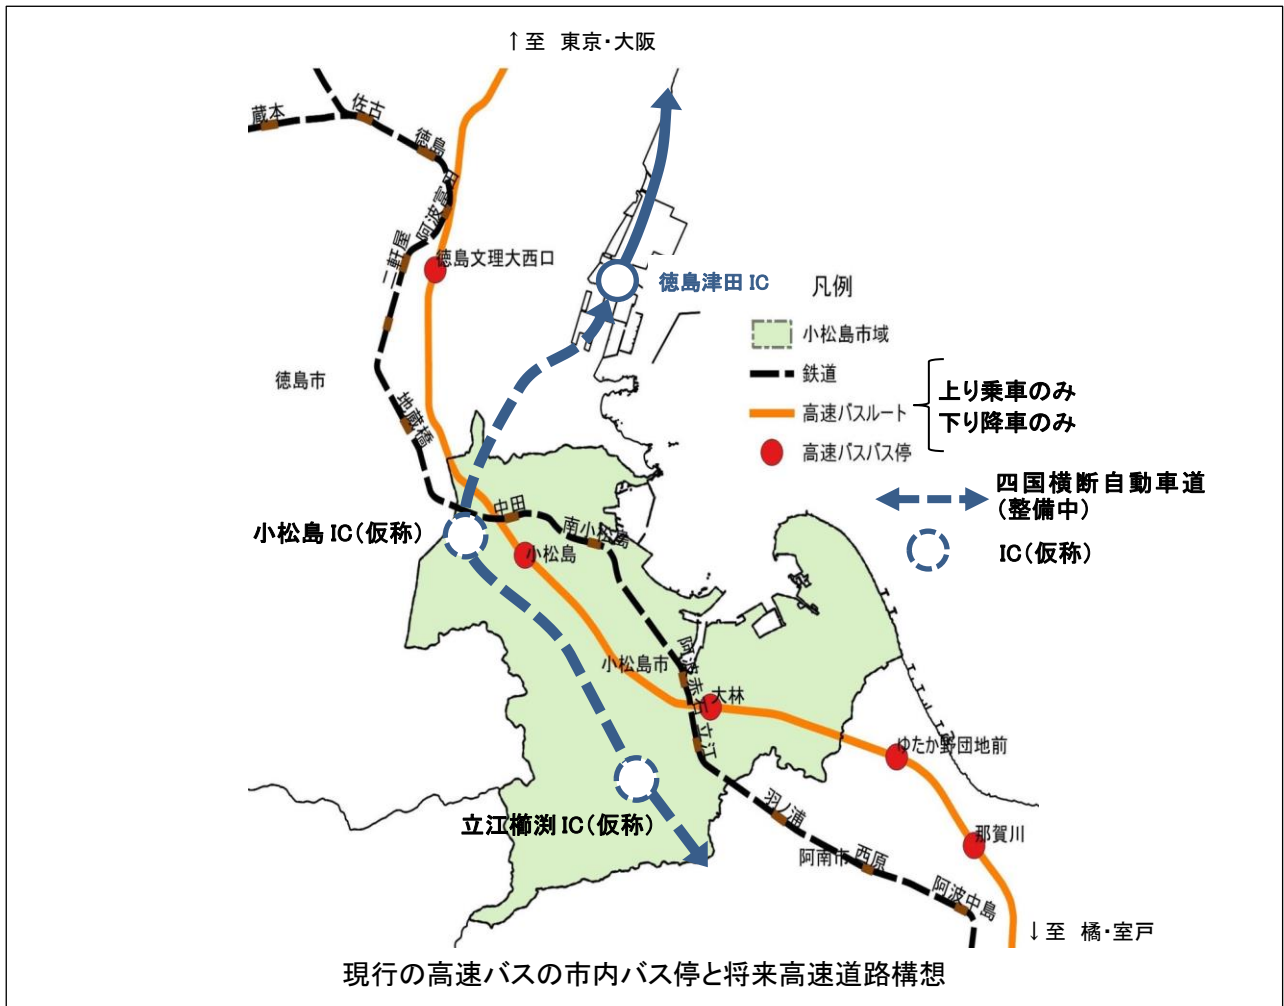 ↑至 東京・大阪
蔵本
佐古
徳島
阿波富田
二軒屋
徳島文理大西口
徳島津田 IC
凡例
小松島市域
鉄道
高速バスルート
高速バスバス停
上り乗車のみ
下り降車のみ
四国横断自動車道
(整備中)
IC(仮称)
徳島市
地蔵橋
小松島 IC(仮称)
中田
南小松島
小松島
小松島市
阿波赤石
大林
立江
ゆたか野団地前
立江櫛渕 IC(仮称)
羽ノ浦
那賀川
阿南市
西原
阿波中島
↓至 橘・室戸
現行の高速バスの市内バス停と将来高速道路構想